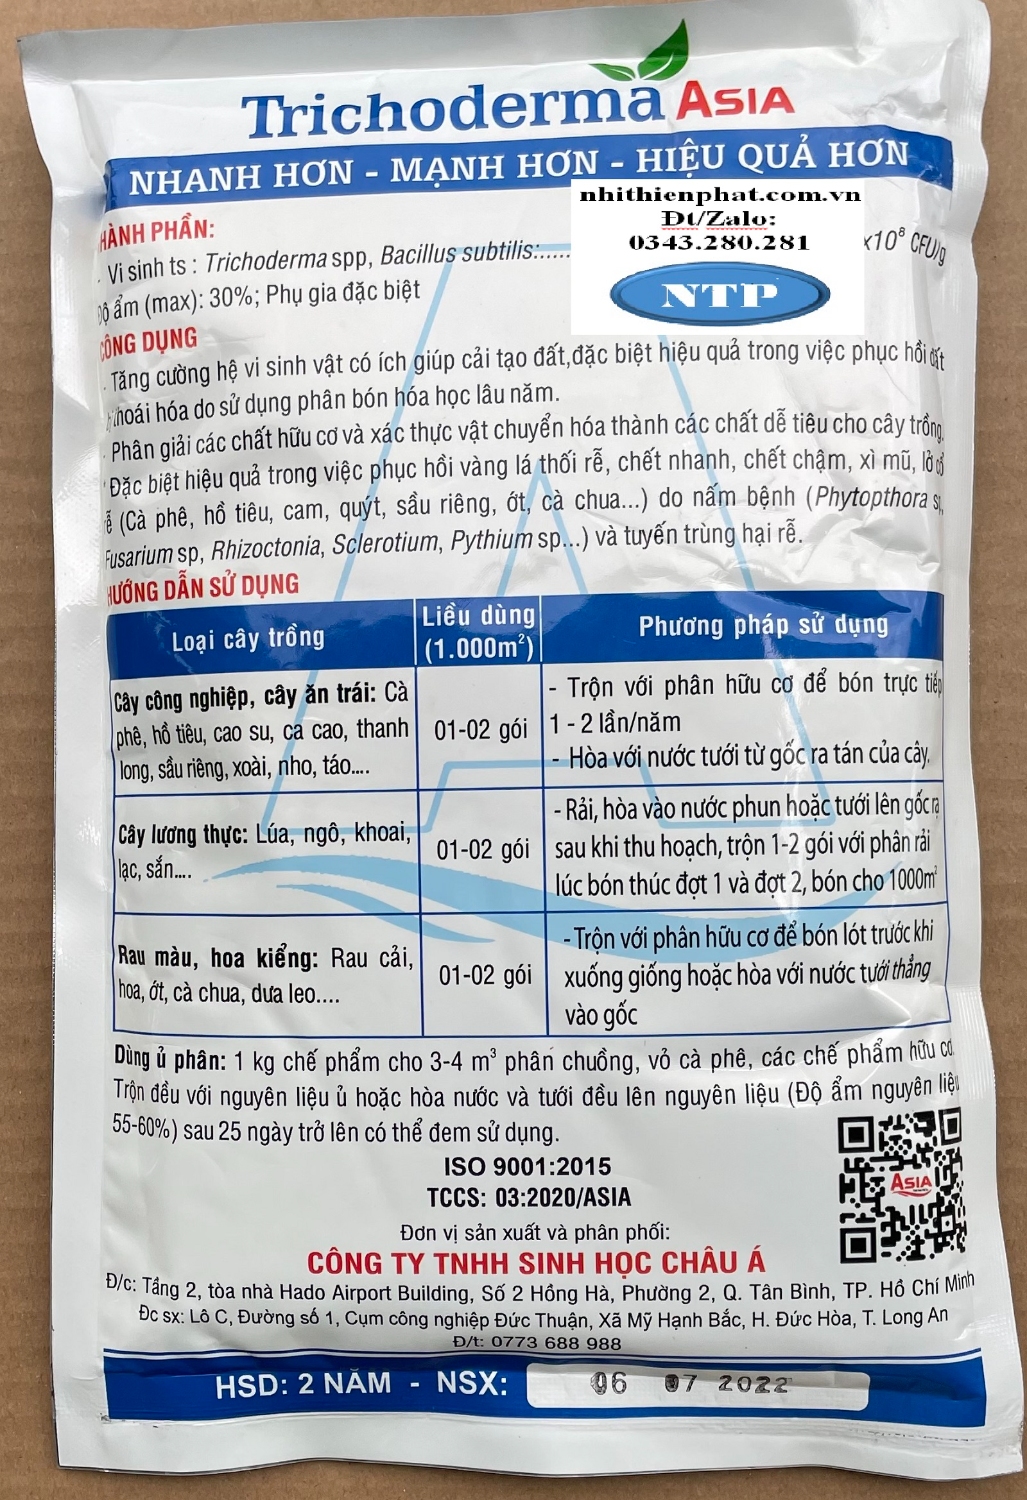 Trichoderma ASIA
NHANH HƠN - MẠNH HƠN - HIỆU QUẢ HƠN
nhithienphat.com.vn
Đt/Zalo:
0343.280.281
NTP
HÀNH PHẦN:
- Vi sinh ts : Trichoderma spp, Bacillus subtilis:...... x10⁸ CFU/g
Độ ẩm (max): 30%; Phụ gia đặc biệt
CÔNG DỤNG
- Tăng cường hệ vi sinh vật có ích giúp cải tạo đất,đặc biệt hiệu quả trong việc phục hồi đất
thoái hóa do sử dụng phân bón hóa học lâu năm.
- Phân giải các chất hữu cơ và xác thực vật chuyển hóa thành các chất dễ tiêu cho cây trồng.
- Đặc biệt hiệu quả trong việc phục hồi vàng lá thối rễ, chết nhanh, chết chậm, xì mũ, lở cổ
rễ (Cà phê, hồ tiêu, cam, quýt, sầu riêng, ớt, cà chua...) do nấm bệnh (Phytopthora s
Fusarium sp, Rhizoctonia, Sclerotium, Pythium sp...) và tuyến trùng hại rễ.
HƯỚNG DẪN SỬ DỤNG
Loại cây trồng
Liều dùng
(1.000m²)
Phương pháp sử dụng
Cây công nghiệp, cây ăn trái: Cà
phê, hồ tiêu, cao su, ca cao, thanh
long, sầu riêng, xoài, nho, táo....
01-02 gói
- Trộn với phân hữu cơ để bón trực tiếp
1 - 2 lần/năm
- Hòa với nước tưới từ gốc ra tán của cây.
Cây lương thực: Lúa, ngô, khoai,
lạc, sắn....
01-02 gói
- Rải, hòa vào nước phun hoặc tưới lên gốc rạ
sau khi thu hoạch, trộn 1-2 gói với phân rải
lúc bón thúc đợt 1 và đợt 2, bón cho 1000m²
Rau màu, hoa kiểng: Rau cải,
hoa, ớt, cà chua, dưa leo....
01-02 gói
- Trộn với phân hữu cơ để bón lót trước khi
xuống giống hoặc hòa với nước tưới thẳng
vào gốc
Dùng ủ phân: 1 kg chế phẩm cho 3-4 m³ phân chuồng, vỏ cà phê, các chế phẩm hữu cơ.
Trộn đều với nguyên liệu ủ hoặc hòa nước và tưới đều lên nguyên liệu (Độ ẩm nguyên liệu
55-60%) sau 25 ngày trở lên có thể đem sử dụng.
ISO 9001:2015
TCCS: 03:2020/ASIA
ASIA
Đơn vị sản xuất và phân phối:
CÔNG TY TNHH SINH HỌC CHÂU Á
Đ/c: Tầng 2, tòa nhà Hado Airport Building, Số 2 Hồng Hà, Phường 2, Q. Tân Bình, TP. Hồ Chí Minh
Đc sx: Lô C, Đường số 1, Cụm công nghiệp Đức Thuận, Xã Mỹ Hạnh Bắc, H. Đức Hòa, T. Long An
Đ/t: 0773 688 988
HSD: 2 NĂM - NSX: 06 07 2022